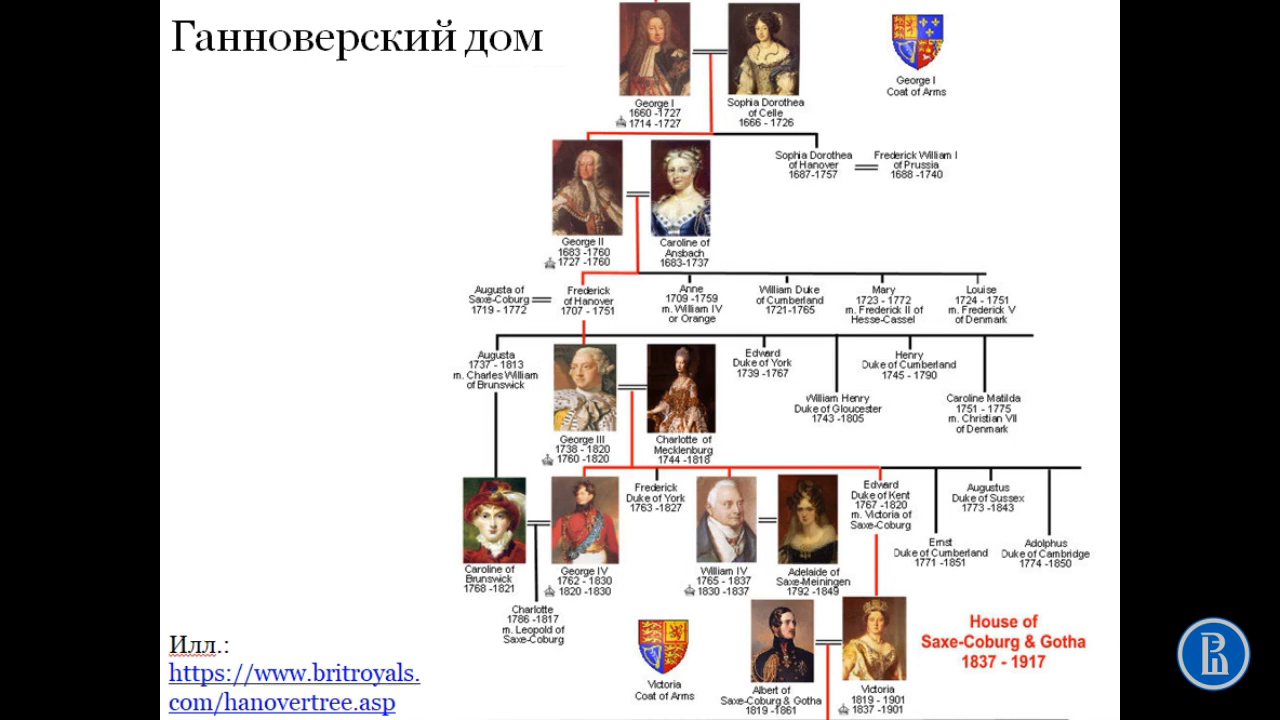 Ганноверский дом
George I
1660 -1727
1714 -1727
Sophia Dorothea
of Celle
1666 - 1726
George I
Coat of Arms
Sophia Dorothea
of Hanover
1687-1757
Frederick William I
of Prussia
1688 -1740
George II
1683 -1760
1727 -1760
Caroline of
Ansbach
1683-1737
Augusta of
Saxe-Coburg
1719 - 1772
Frederick
of Hanover
1707 - 1751
Anne
1709 -1759
m. William IV
or Orange
William Duke
of Cumberland
1721-1765
Mary
1723 - 1772
m. Frederick II of
Hesse-Cassel
Louise
1724 - 1751
m. Frederick V
of Denmark
Augusta
1737 - 1813
m. Charles William
of Brunswick
George III
1738 - 1820
1760 -1820
Charlotte of
Mecklenburg
1744 -1818
Edward
Duke of York
1739 -1767
William Henry
Duke of Gloucester
1743 -1805
Henry
Duke of Cumberland
1745 - 1790
Caroline Matilda
1751 - 1775
m. Christian VII
of Denmark
Caroline of
Brunswick
1768 -1821
George IV
1762 - 1830
1820 -1830
Frederick
Duke of York
1763 -1827
William IV
1765 - 1837
1830 -1837
Adelaide of
Saxe-Meiningen
1792 -1849
Edward
Duke of Kent
1767 -1820
m. Victoria of
Saxe-Coburg
Ernst
Duke of Cumberland
1771 -1851
Augustus
Duke of Sussex
1773 -1843
Adolphus
Duke of Cambridge
1774 -1850
Charlotte
1786 -1817
m. Leopold of
Saxe-Coburg
Victoria
Coat of Arms
Albert of
Saxe-Coburg & Gotha
1819 -1861
Victoria
1819 - 1901
1837 -1901
House of
Saxe-Coburg & Gotha
1837 - 1917
Илл.:
https://www.britroyals.
com/hanovertree.asp